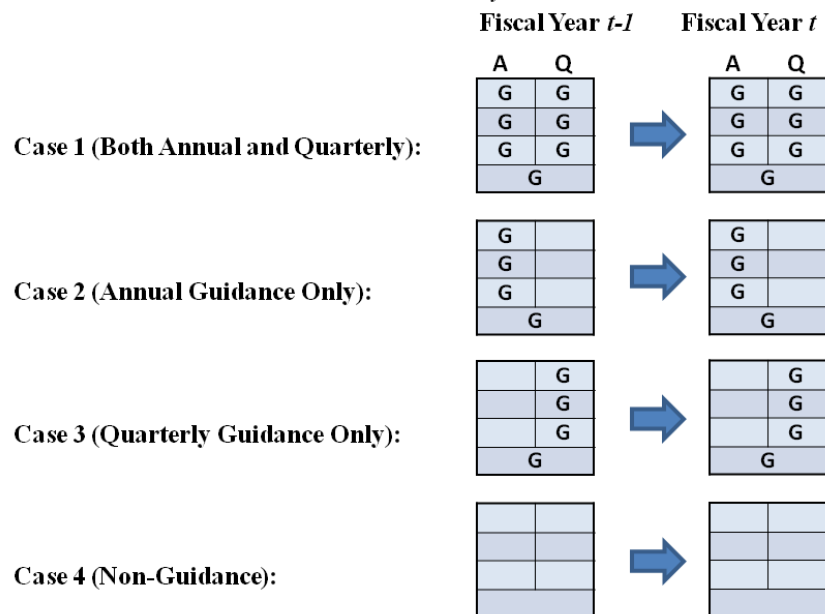 Fiscal Year t-1 Fiscal Year t
A Q A Q
G G G G
Case 1 (Both Annual and Quarterly): G G G G
G G G G
G G
G G
Case 2 (Annual Guidance Only): G G
G G
G G
G G
Case 3 (Quarterly Guidance Only): G G
G G
G G
Case 4 (Non-Guidance):